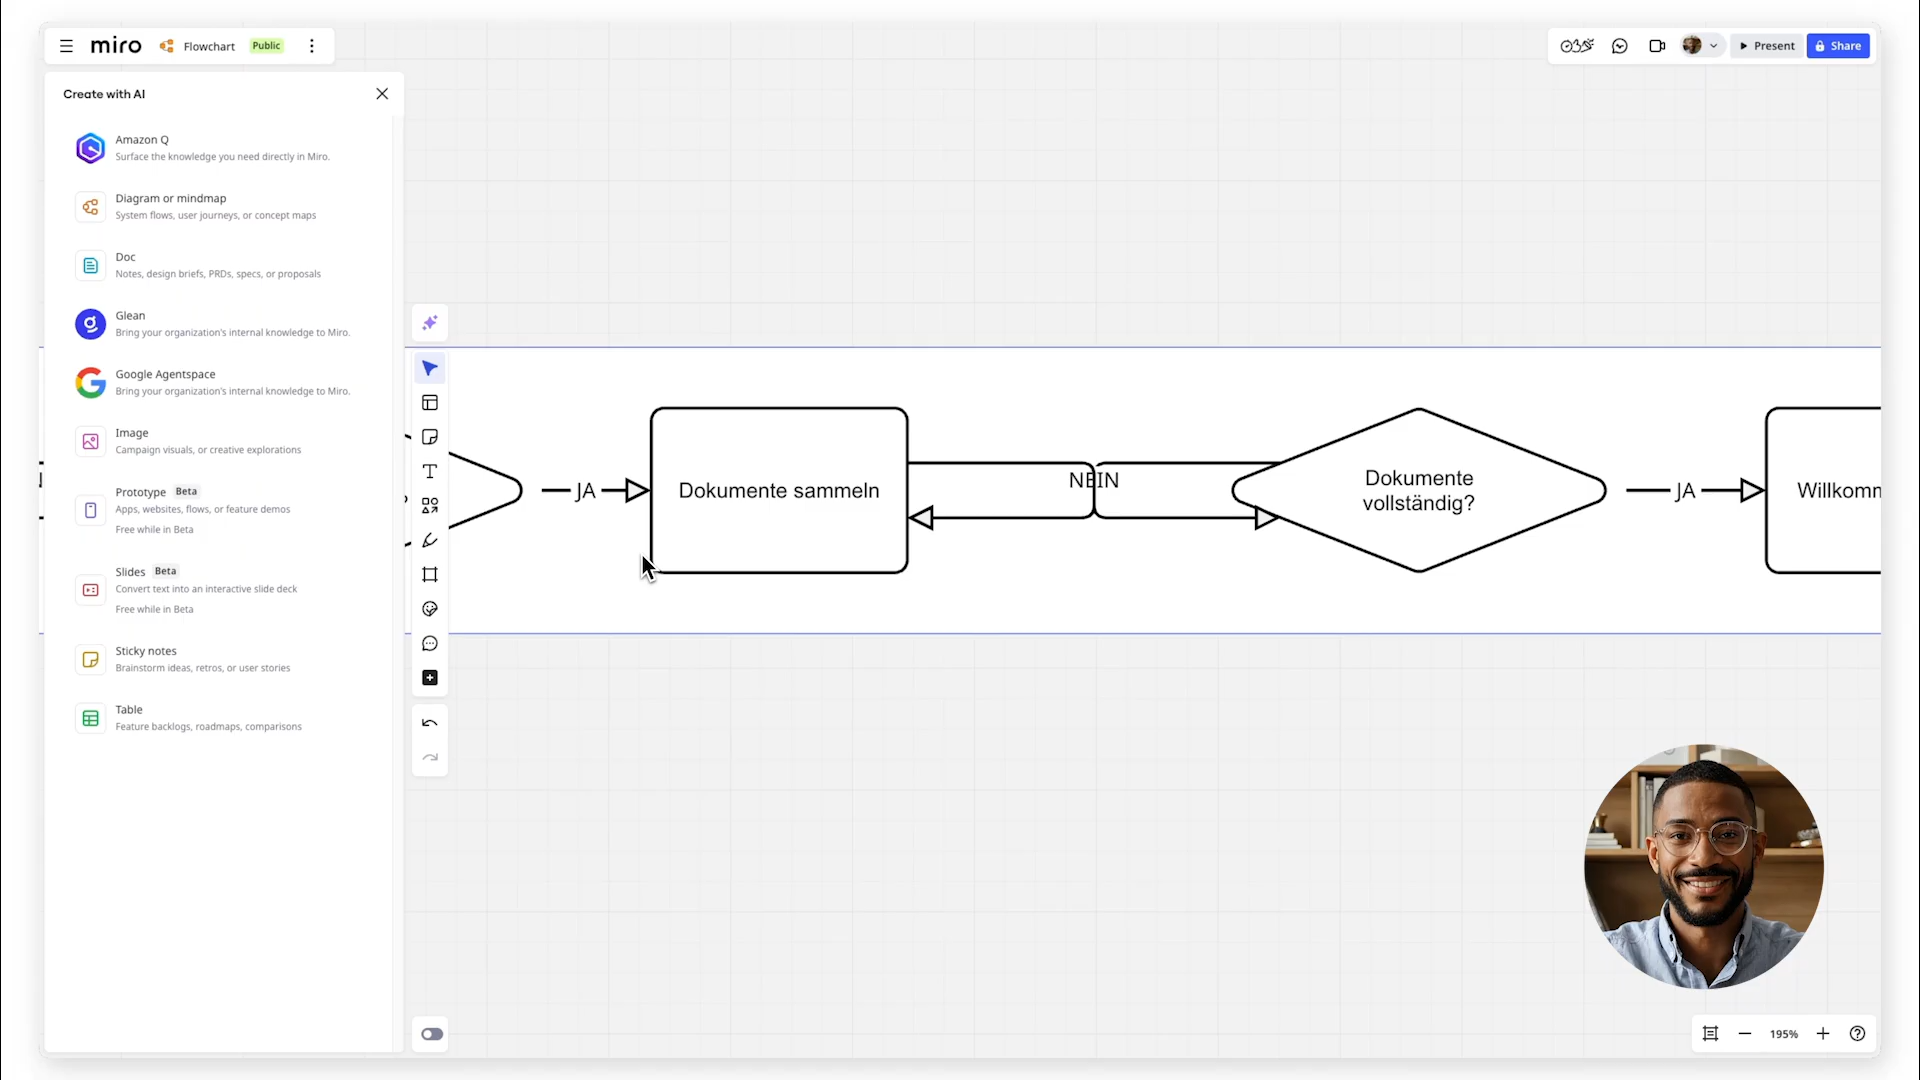 miro
Flowchart
Public
Present
Share
Create with AI
Amazon Q
Surface the knowledge you need directly in Miro.
Diagram or mindmap
System flows, user journeys, or concept maps
Doc
Notes, design briefs, PRDs, specs, or proposals
Glean
Bring your organization's internal knowledge to Miro.
Google Agentspace
Bring your organization's internal knowledge to Miro.
Image
Campaign visuals, or creative explorations
Prototype Beta
Apps, websites, flows, or feature demos
Free while in Beta
Slides Beta
Convert text into an interactive slide deck
Free while in Beta
Sticky notes
Brainstorm ideas, retros, or user stories
Table
Feature backlogs, roadmaps, comparisons
JA
Dokumente sammeln
NEIN
Dokumente
vollständig?
JA
Willkomm
195%